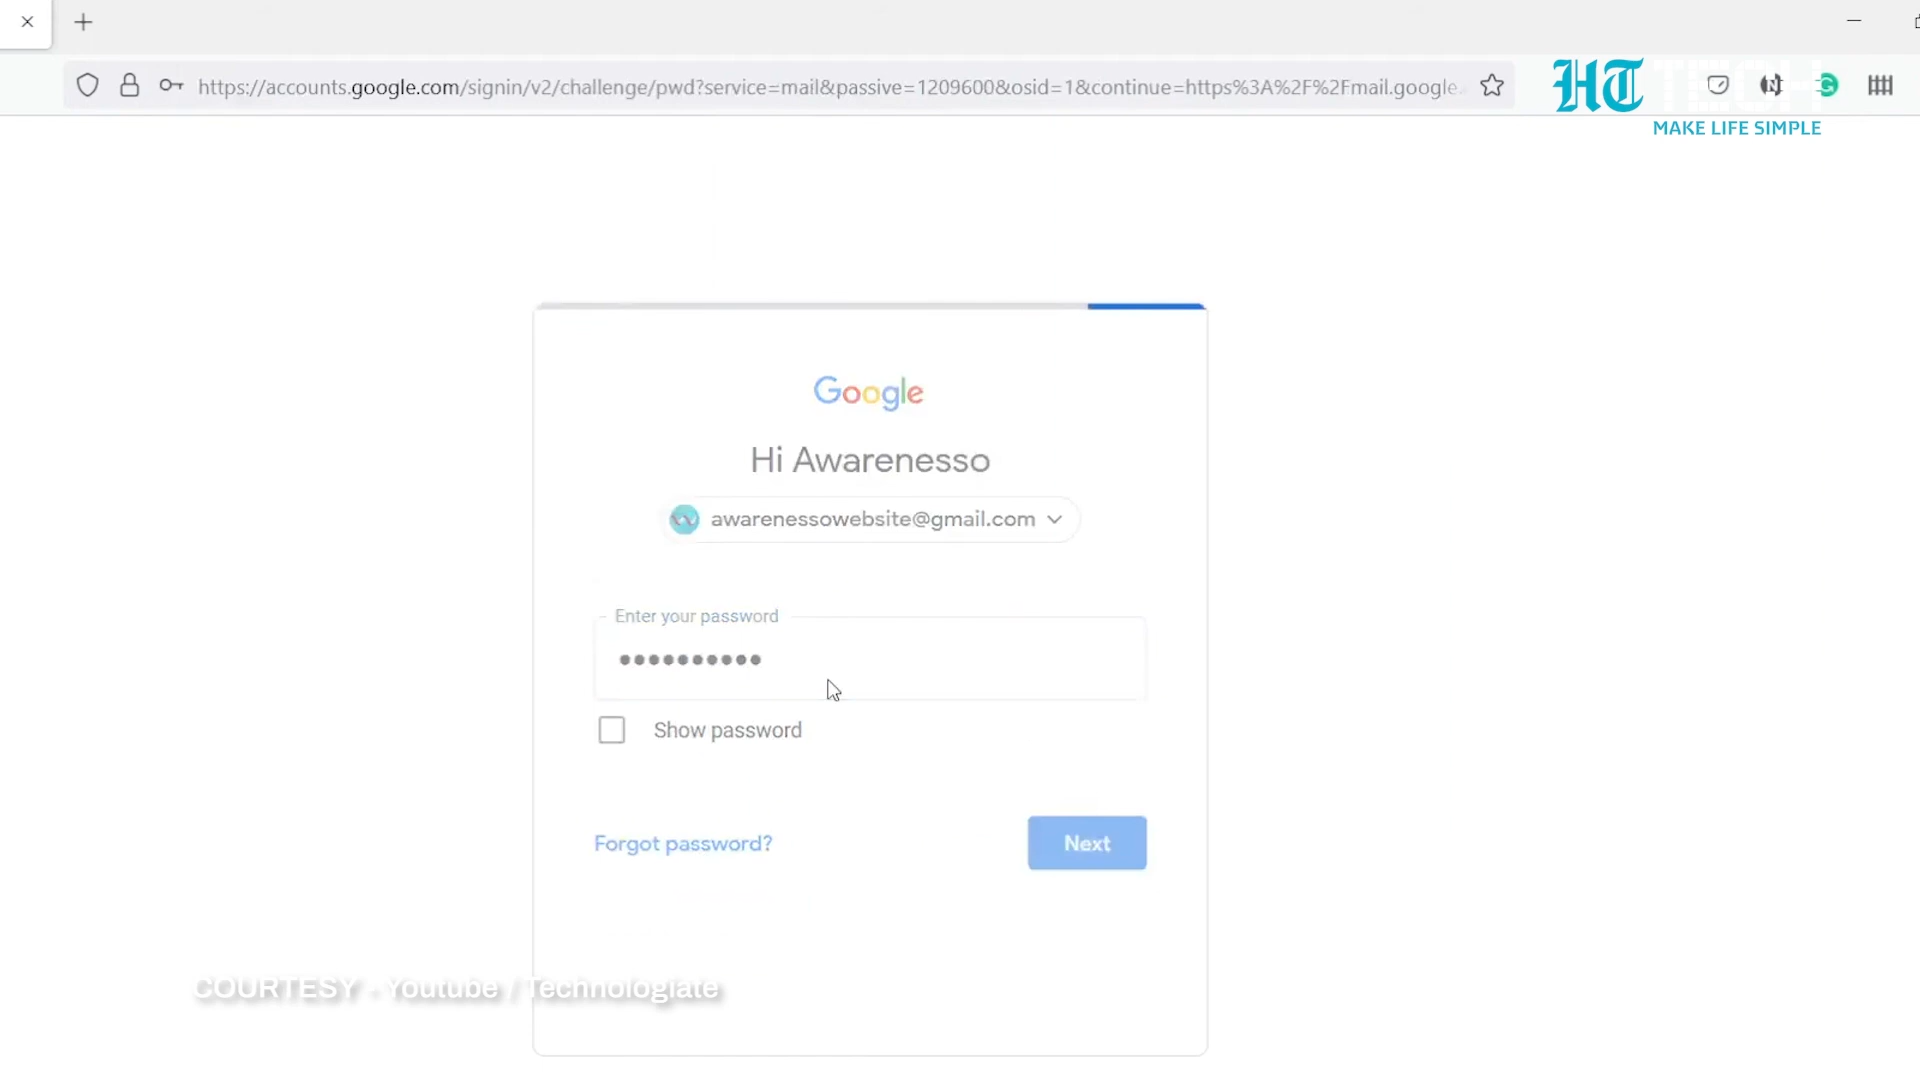 https://accounts.google.com/signin/v2/challenge/pwd?service=mail&passive=1209600&osid=1&continue=https%3A%2F%2Fmail.google.
HT TECH
MAKE LIFE SIMPLE
Google
Hi Awarenesso
awarenessowebsite@gmail.com
Enter your password
••••••••••
Show password
Forgot password?
Next
COURTESY - Youtube / Technologiate